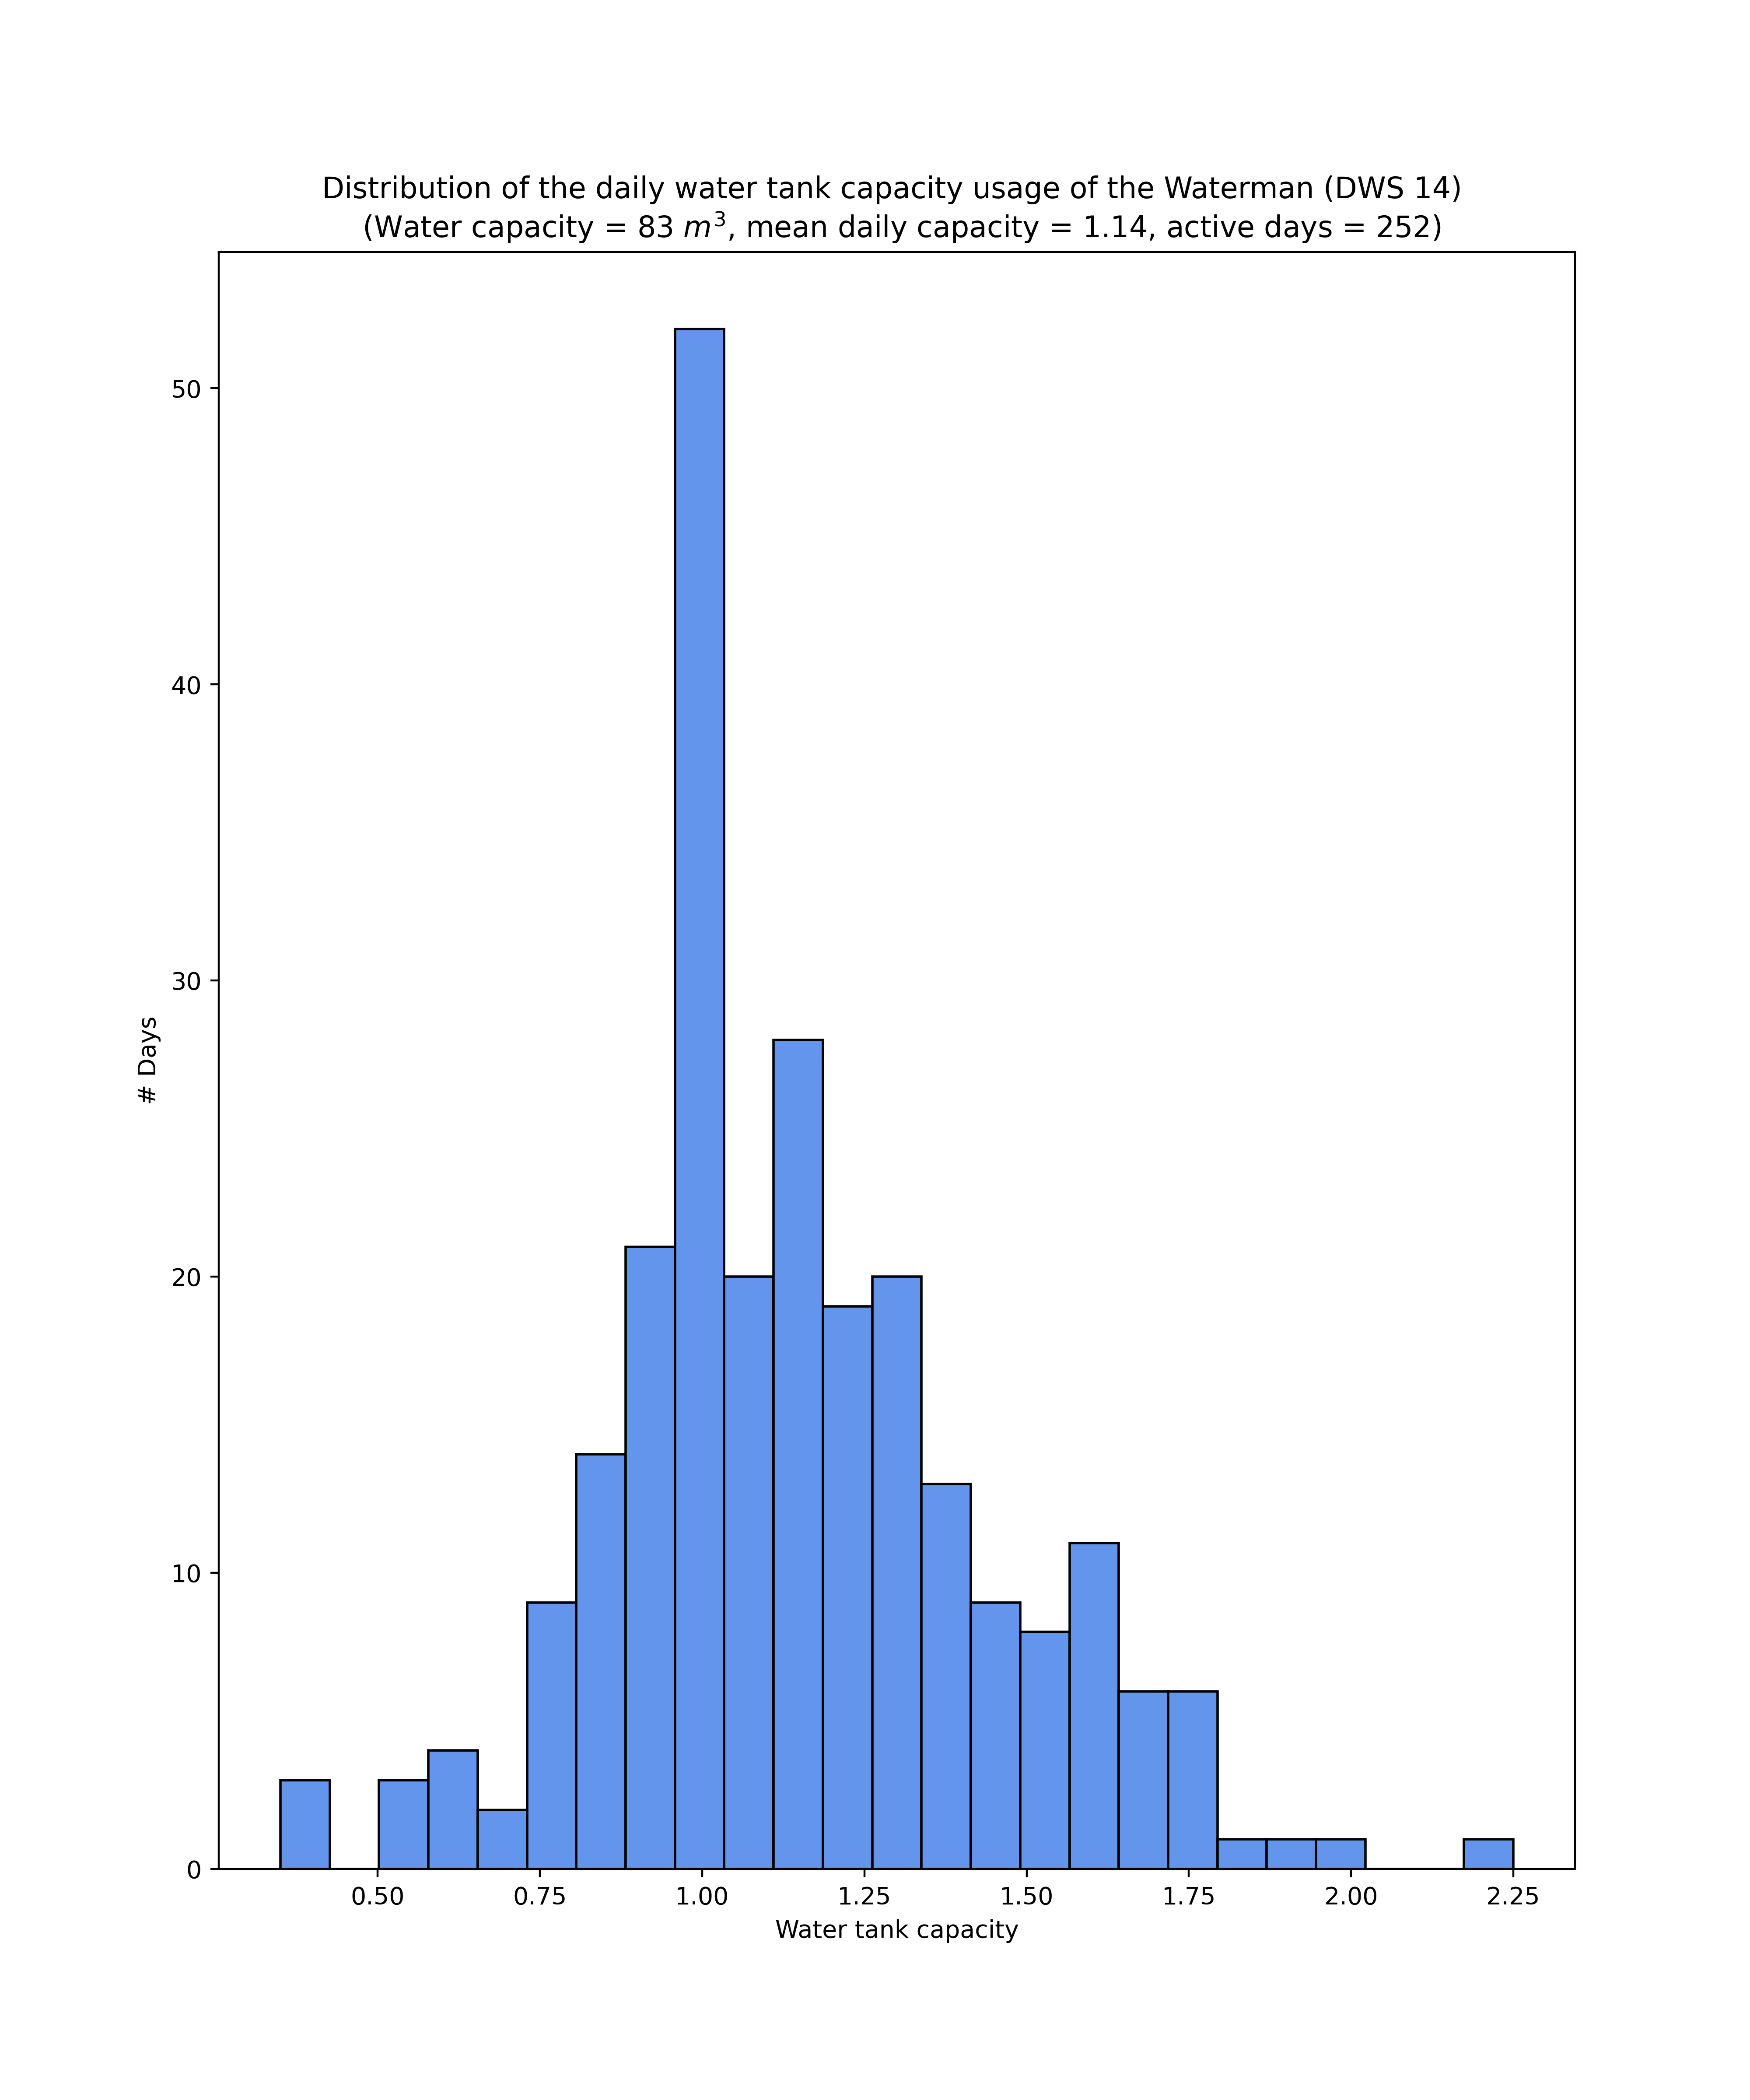 Distribution of the daily water tank capacity usage of the Waterman (DWS 14)
(Water capacity = 83 m³, mean daily capacity = 1.14, active days = 252)
50
40
30
20
10
0
# Days
0.50 0.75 1.00 1.25 1.50 1.75 2.00 2.25
Water tank capacity